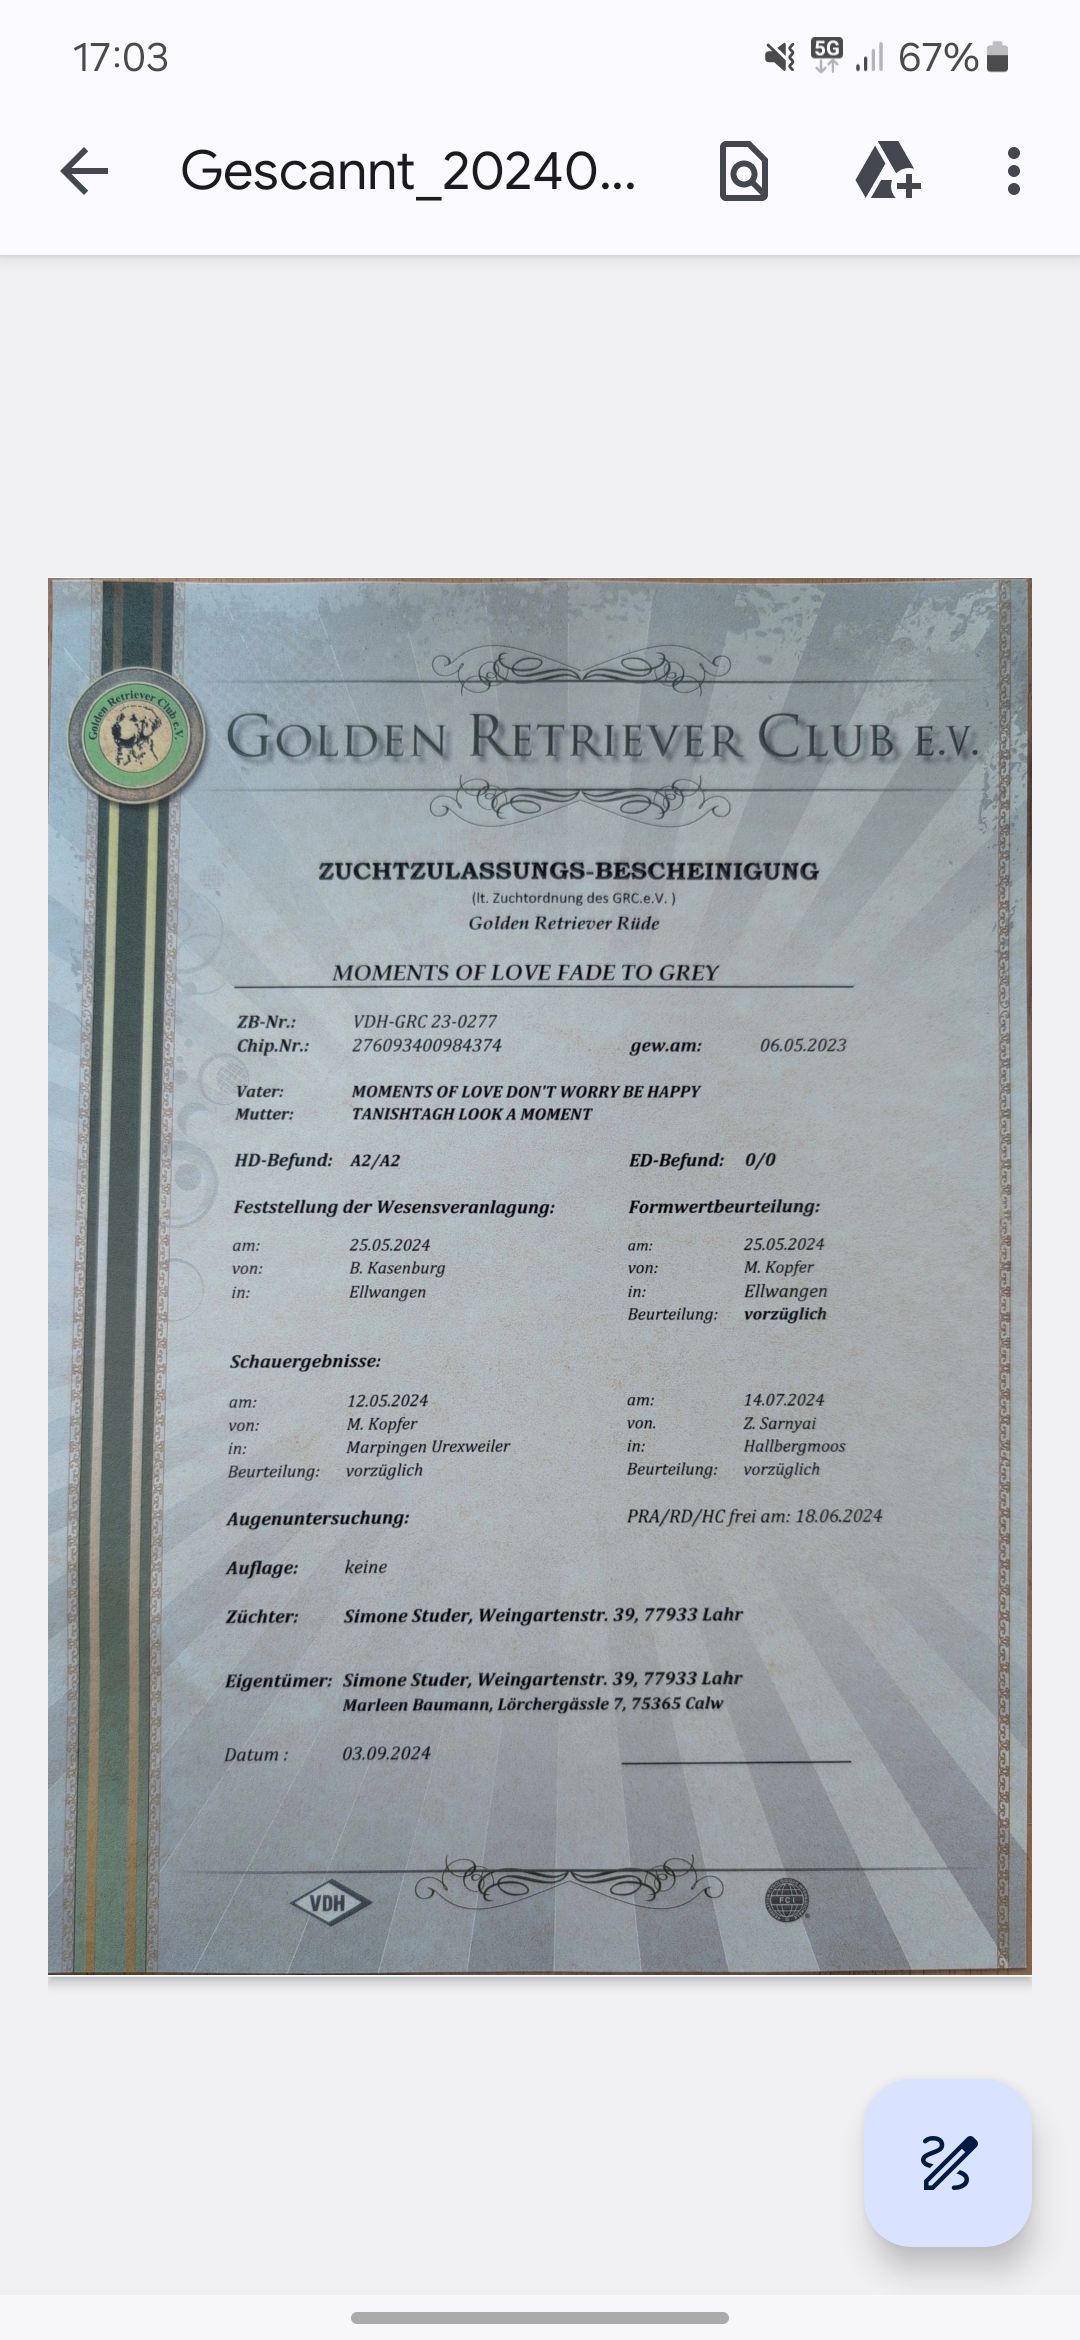 17:03
5G
67%
Gescannt_20240...
Golden Retriever Club e.V.
GOLDEN RETRIEVER CLUB E.V.
ZUCHTZULASSUNGS-BESCHEINIGUNG
(lt. Zuchtordnung des GRC.e.V. )
Golden Retriever Rüde
MOMENTS OF LOVE FADE TO GREY
ZB-Nr.: VDH-GRC 23-0277
Chip.Nr.: 276093400984374 gew.am: 06.05.2023
Vater: MOMENTS OF LOVE DON'T WORRY BE HAPPY
Mutter: TANISHTAGH LOOK A MOMENT
HD-Befund: A2/A2 ED-Befund: 0/0
Feststellung der Wesensveranlagung: Formwertbeurteilung:
am: 25.05.2024 am: 25.05.2024
von: B. Kasenburg von: M. Kopfer
in: Ellwangen in: Ellwangen
Beurteilung: vorzüglich
Schauergebnisse:
am: 12.05.2024 am: 14.07.2024
von: M. Kopfer von. Z. Sarnyai
in: Marpingen Urexweiler in: Hallbergmoos
Beurteilung: vorzüglich Beurteilung: vorzüglich
Augenuntersuchung: PRA/RD/HC frei am: 18.06.2024
Auflage: keine
Züchter: Simone Studer, Weingartenstr. 39, 77933 Lahr
Eigentümer: Simone Studer, Weingartenstr. 39, 77933 Lahr
Marleen Baumann, Lörchergässle 7, 75365 Calw
Datum : 03.09.2024
VDH
FCI